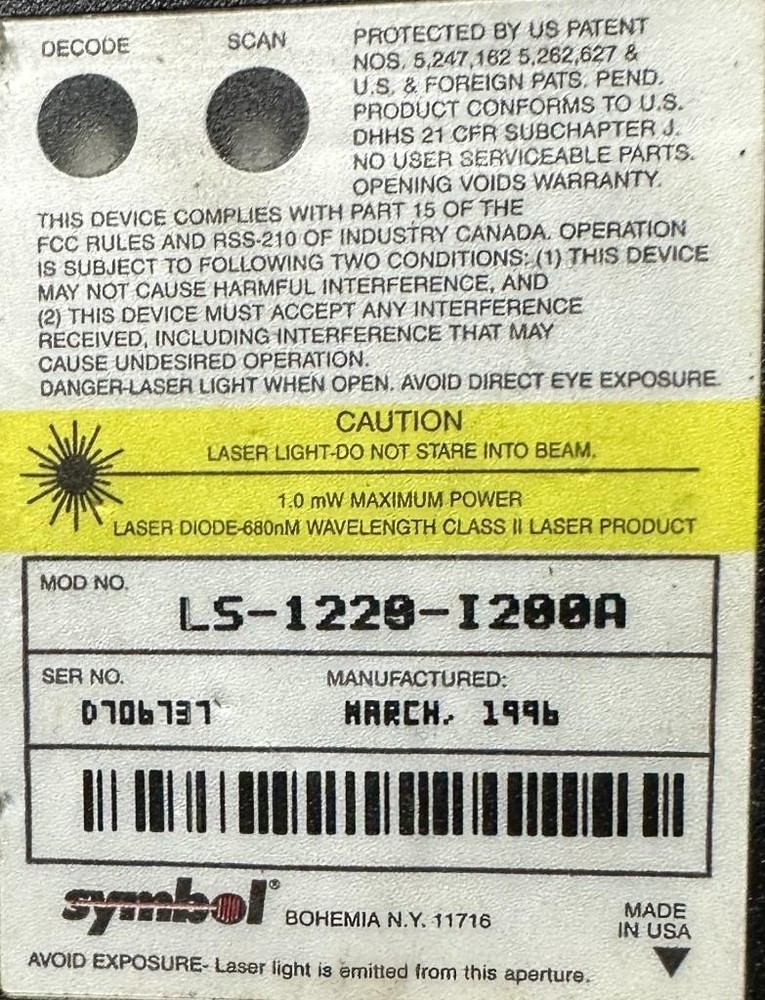 DECODE SCAN
PROTECTED BY US PATENT
NOS. 5,247,162 5,262,627 &
U.S. & FOREIGN PATS. PEND.
PRODUCT CONFORMS TO U.S.
DHHS 21 CFR SUBCHAPTER J.
NO USER SERVICEABLE PARTS.
OPENING VOIDS WARRANTY.
THIS DEVICE COMPLIES WITH PART 15 OF THE
FCC RULES AND RSS-210 OF INDUSTRY CANADA. OPERATION
IS SUBJECT TO FOLLOWING TWO CONDITIONS: (1) THIS DEVICE
MAY NOT CAUSE HARMFUL INTERFERENCE, AND
(2) THIS DEVICE MUST ACCEPT ANY INTERFERENCE
RECEIVED, INCLUDING INTERFERENCE THAT MAY
CAUSE UNDESIRED OPERATION.
DANGER-LASER LIGHT WHEN OPEN. AVOID DIRECT EYE EXPOSURE.
CAUTION
LASER LIGHT-DO NOT STARE INTO BEAM.
1.0 mW MAXIMUM POWER
LASER DIODE-680nM WAVELENGTH CLASS II LASER PRODUCT
MOD NO.
LS-1220-I200A
SER NO. MANUFACTURED:
D706737 MARCH, 1996
symbol® BOHEMIA N.Y. 11716
MADE
IN USA
AVOID EXPOSURE- Laser light is emitted from this aperture.